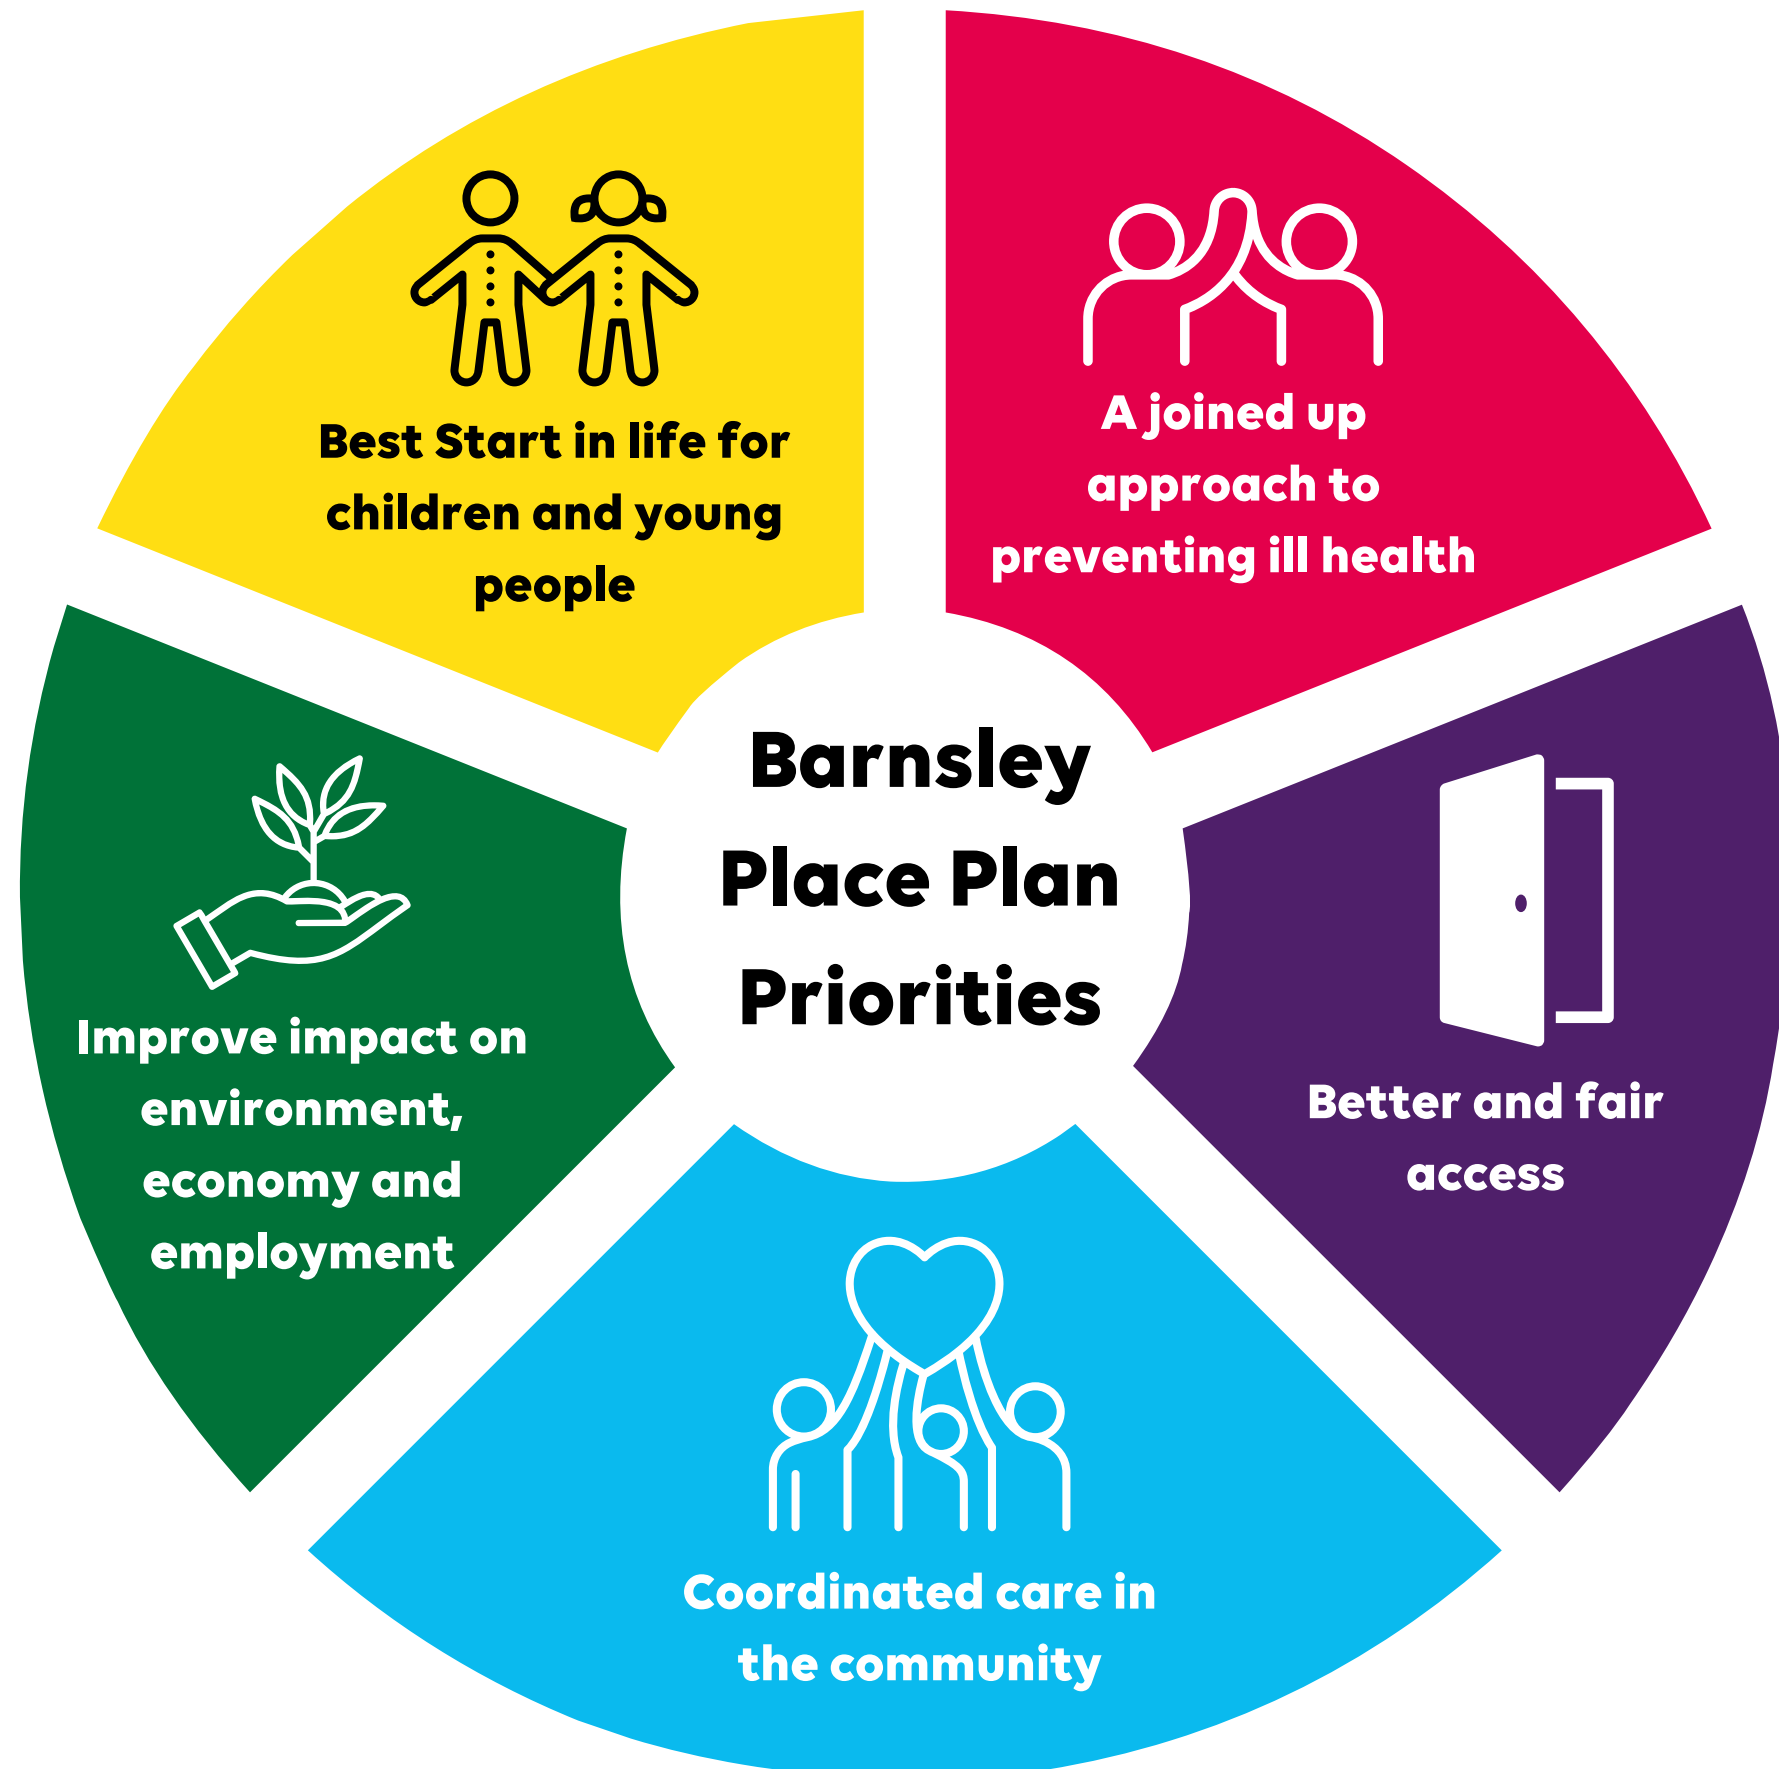 Best Start in life for
children and young
people
A joined up
approach to
preventing ill health
Barnsley
Place Plan
Priorities
Improve impact on
environment,
economy and
employment
Better and fair
access
Coordinated care in
the community